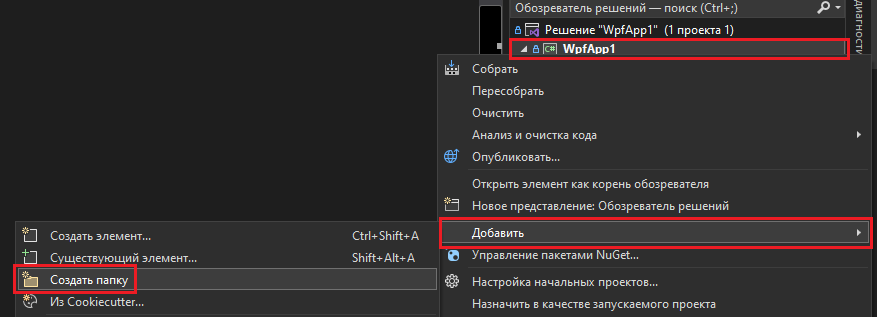 Обозреватель решений — поиск (Ctrl+;)
Решение "WpfApp1" (1 проекта 1)
C# WpfApp1
диагностики
Собрать
Пересобрать
Очистить
Анализ и очистка кода
Опубликовать...
Открыть элемент как корень обозревателя
Новое представление: Обозреватель решений
Добавить
Управление пакетами NuGet...
Настройка начальных проектов...
Назначить в качестве запускаемого проекта
Создать элемент... Ctrl+Shift+A
Существующий элемент... Shift+Alt+A
Создать папку
Из Cookiecutter...